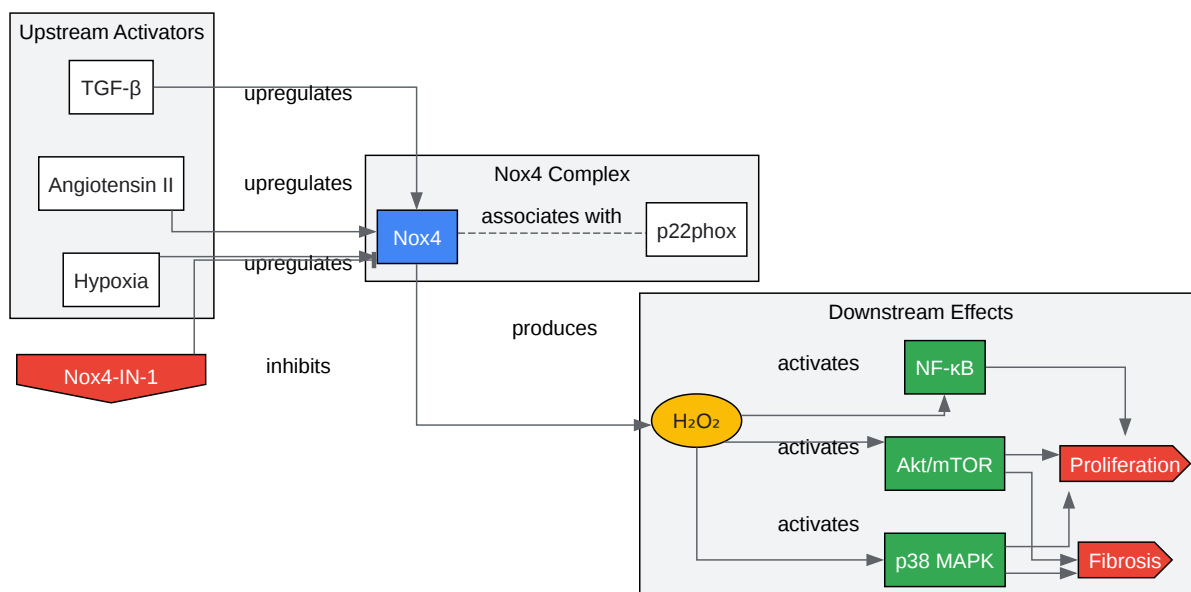 Upstream Activators
TGF-β
upregulates
Angiotensin II
upregulates
Hypoxia
upregulates
Nox4-IN-1
inhibits
Nox4 Complex
Nox4
associates with
p22phox
produces
Downstream Effects
H₂O₂
activates
NF-κB
activates
Akt/mTOR
Proliferation
activates
p38 MAPK
Fibrosis